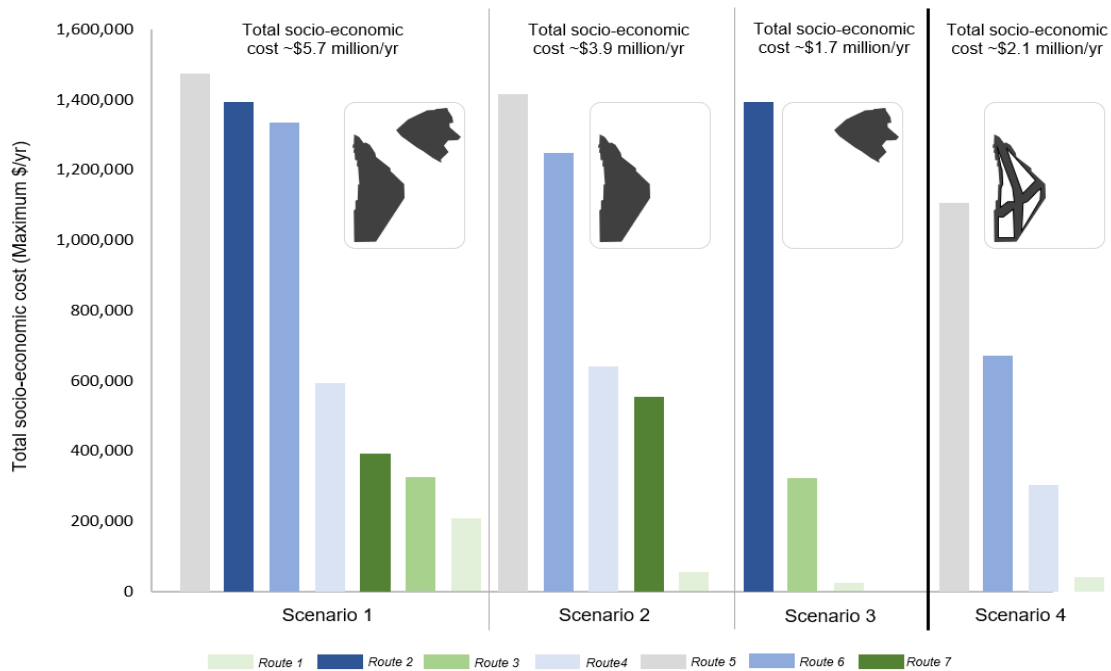 Total socio-economic
cost ~$5.7 million/yr
Total socio-economic
cost ~$3.9 million/yr
Total socio-economic
cost ~$1.7 million/yr
Total socio-economic
cost ~$2.1 million/yr
Total socio-economic cost (Maximum $/yr)
1,600,000
1,400,000
1,200,000
1,000,000
800,000
600,000
400,000
200,000
0
Scenario 1
Scenario 2
Scenario 3
Scenario 4
Route 1
Route 2
Route 3
Route4
Route 5
Route 6
Route 7